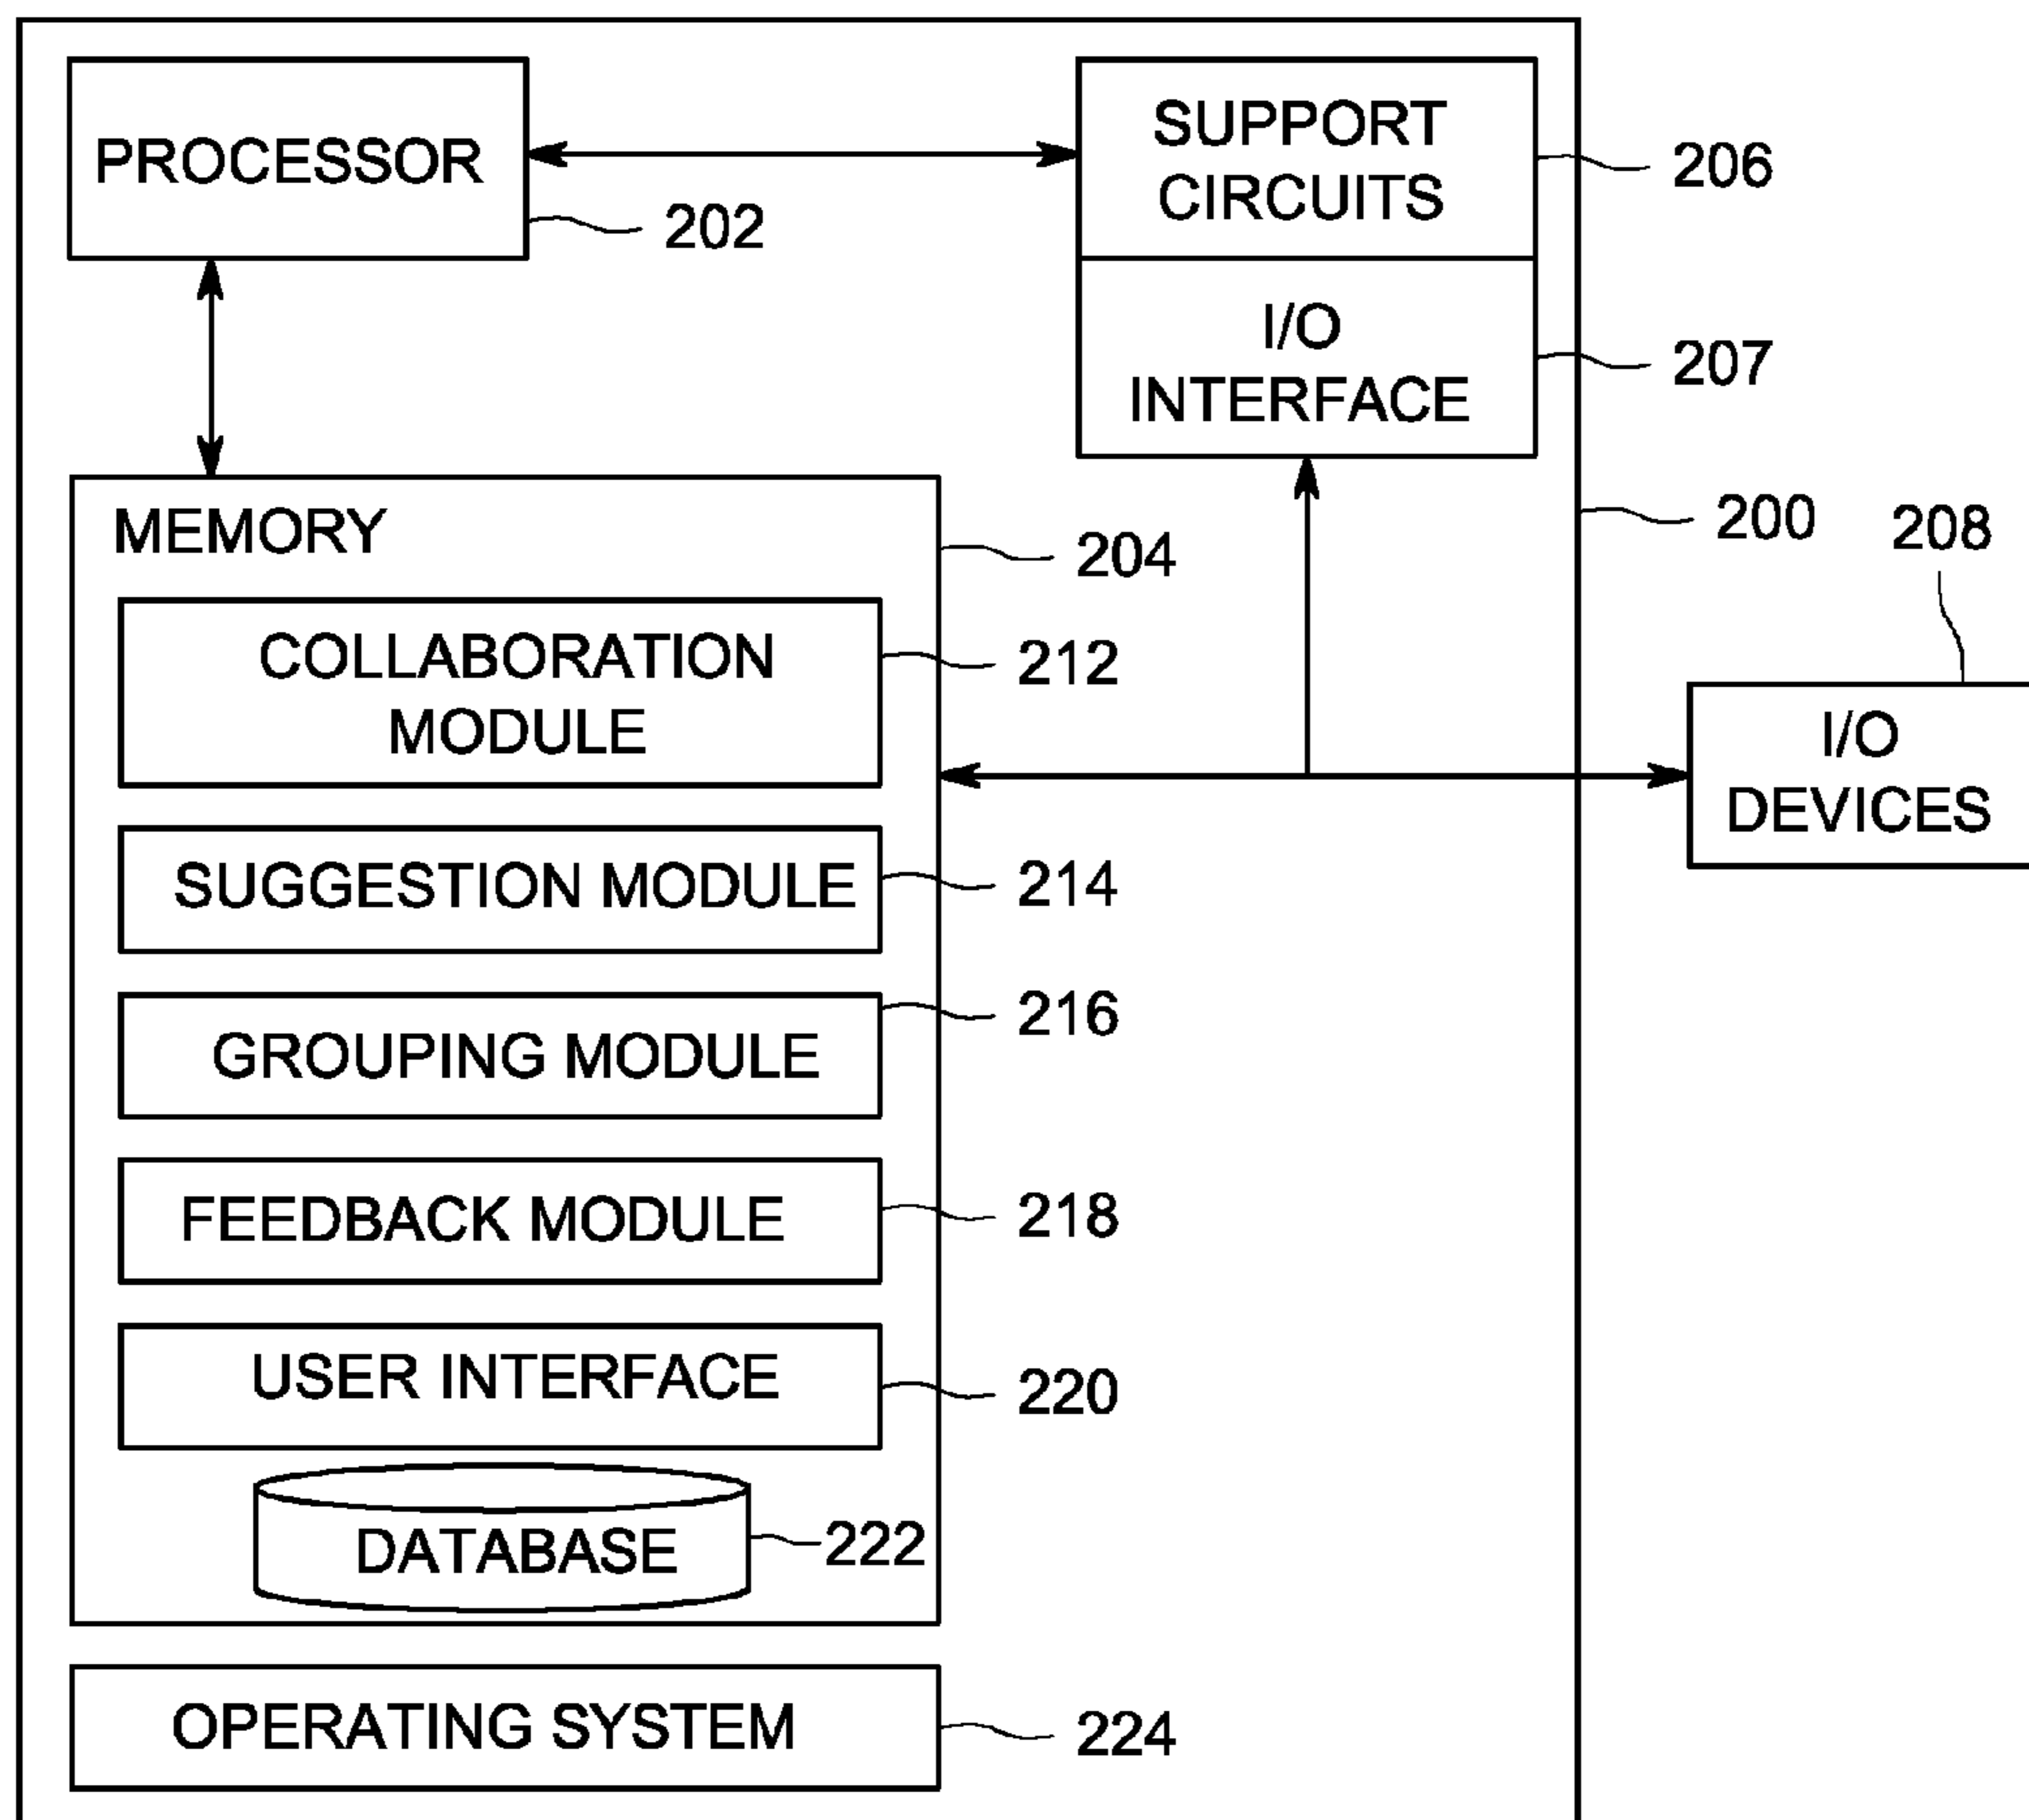 PROCESSOR
202
SUPPORT
CIRCUITS
206
I/O
INTERFACE
207
200
208
I/O
DEVICES
MEMORY
204
COLLABORATION
MODULE
212
SUGGESTION MODULE
214
GROUPING MODULE
216
FEEDBACK MODULE
218
USER INTERFACE
220
DATABASE
222
OPERATING SYSTEM
224